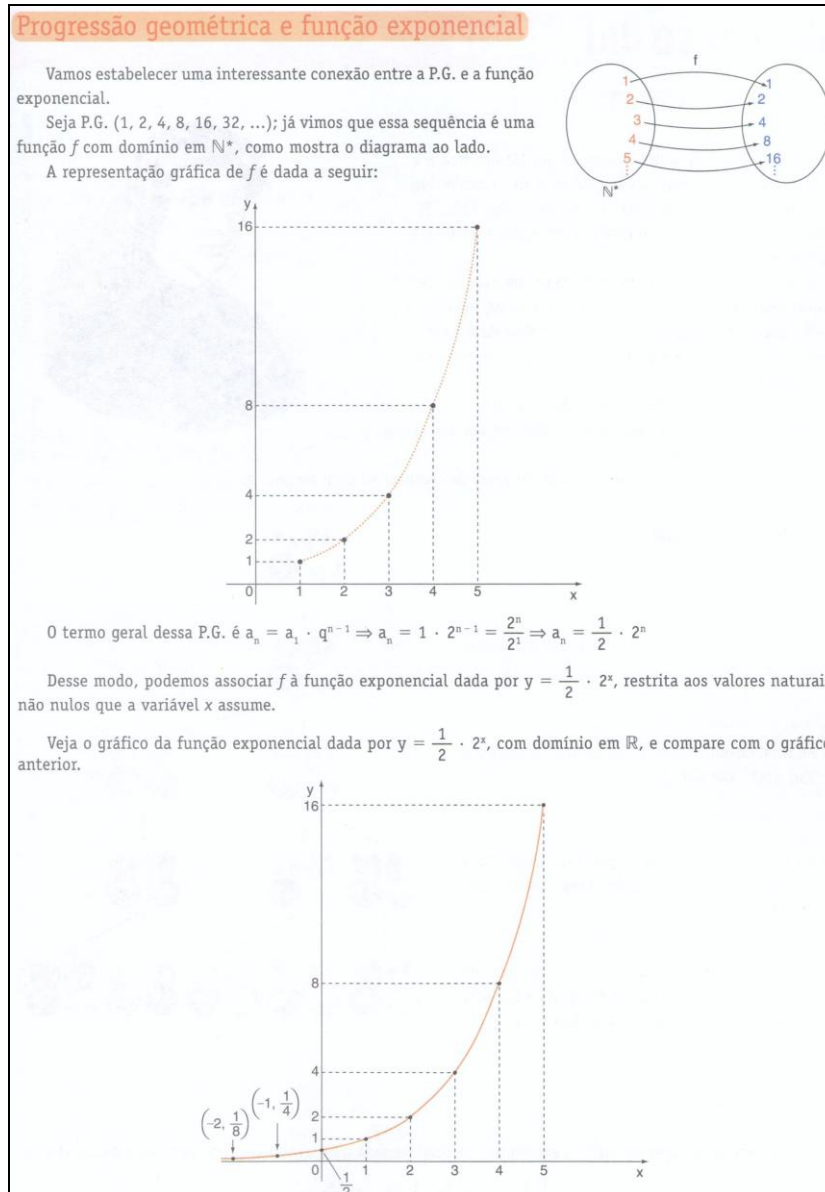 Progressão geométrica e função exponencial
Vamos estabelecer uma interessante conexão entre a P.G. e a função
exponencial.
Seja P.G. (1, 2, 4, 8, 16, 32, ...); já vimos que essa sequência é uma
função f com domínio em ℕ*, como mostra o diagrama ao lado.
A representação gráfica de f é dada a seguir:
f
1 1
2 2
3 4
4 8
5 16
ℕ*
y
16
8
4
2
1
0 1 2 3 4 5 x
O termo geral dessa P.G. é aₙ = a₁ · qⁿ⁻¹ ⇒ aₙ = 1 · 2ⁿ⁻¹ = 2ⁿ/2¹ ⇒ aₙ = 1/2 · 2ⁿ
Desse modo, podemos associar f à função exponencial dada por y = 1/2 · 2ˣ, restrita aos valores naturai
não nulos que a variável x assume.
Veja o gráfico da função exponencial dada por y = 1/2 · 2ˣ, com domínio em ℝ, e compare com o gráfico
anterior.
y
16
8
4
2
1
(-2, 1/8) (-1, 1/4)
0 1 2 3 4 5 x
1/2